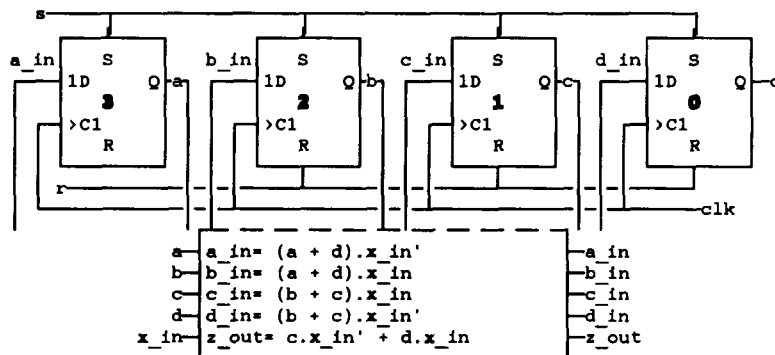 s
a_in S b_in S c_in S d_in S
1D Q a 1D Q b 1D Q c 1D Q d
3 2 1 0
>C1 >C1 >C1 >C1
R R R R
r
clk
a a_in= (a + d).x_in' a_in
b b_in= (a + d).x_in b_in
c c_in= (b + c).x_in c_in
d d_in= (b + c).x_in' d_in
x_in z_out= c.x_in' + d.x_in z_out